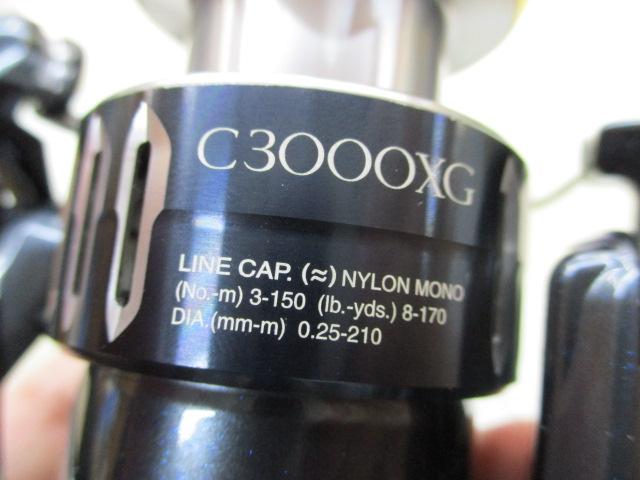 C3000XG
LINE CAP. (≈) NYLON MONO
(No.-m) 3-150 (lb.-yds.) 8-170
DIA.(mm-m) 0.25-210